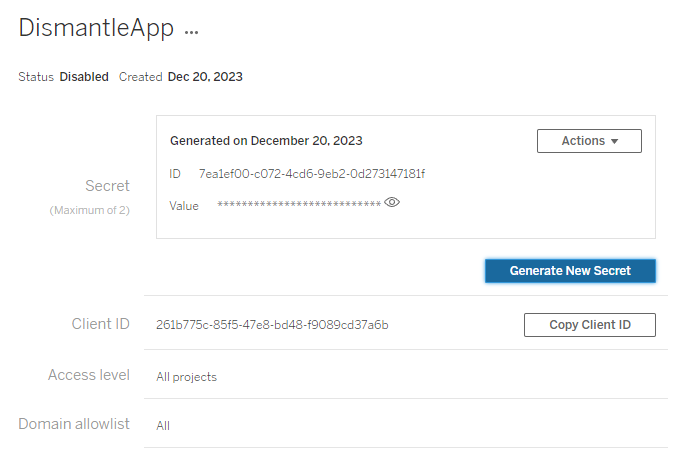 DismantleApp ...
Status Disabled Created Dec 20, 2023
Generated on December 20, 2023
Actions
ID 7ea1ef00-c072-4cd6-9eb2-0d273147181f
Secret
(Maximum of 2)
Value ***************************
Generate New Secret
Client ID 261b775c-85f5-47e8-bd48-f9089cd37a6b Copy Client ID
Access level All projects
Domain allowlist All